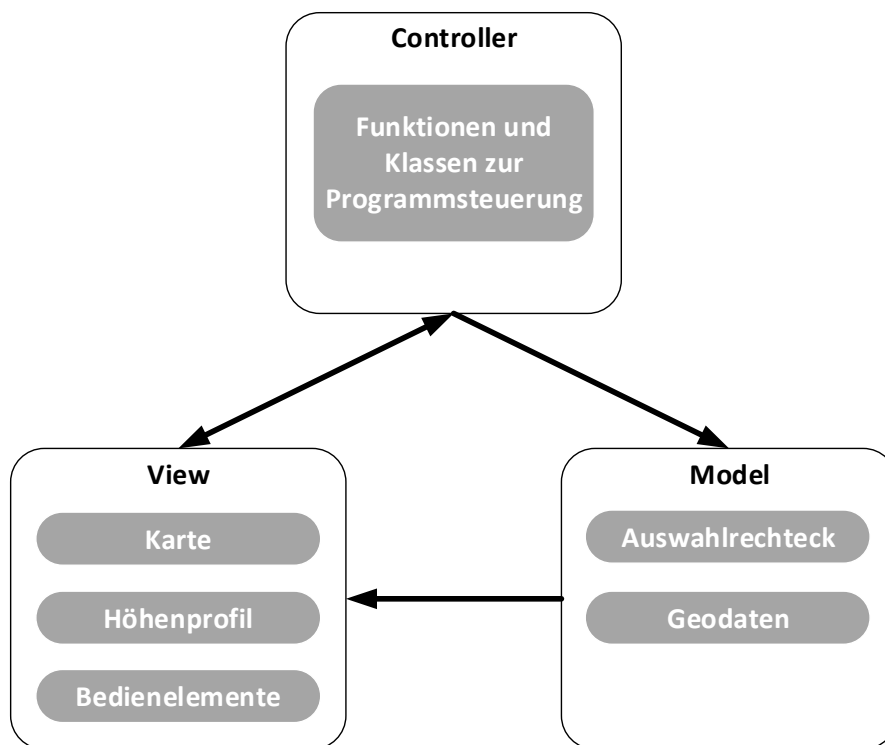 Controller
Funktionen und
Klassen zur
Programmsteuerung
View
Karte
Höhenprofil
Bedienelemente
Model
Auswahlrechteck
Geodaten